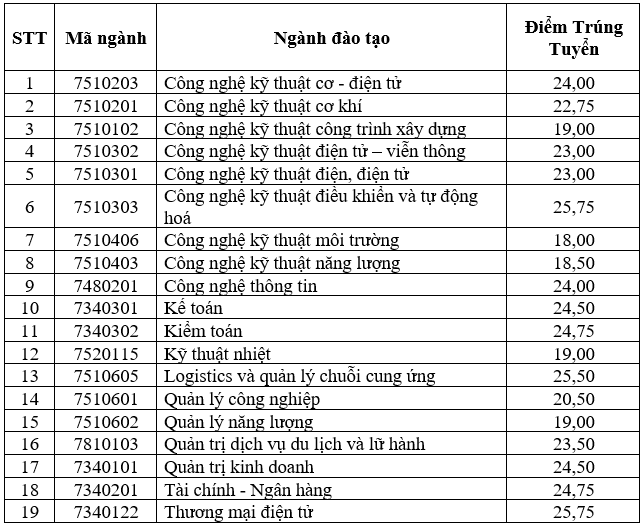 STT Mã ngành Ngành đào tạo Điểm Trúng
Tuyển
1 7510203 Công nghệ kỹ thuật cơ - điện tử 24,00
2 7510201 Công nghệ kỹ thuật cơ khí 22,75
3 7510102 Công nghệ kỹ thuật công trình xây dựng 19,00
4 7510302 Công nghệ kỹ thuật điện tử – viễn thông 23,00
5 7510301 Công nghệ kỹ thuật điện, điện tử 23,00
6 7510303 Công nghệ kỹ thuật điều khiển và tự động
hoá 25,75
7 7510406 Công nghệ kỹ thuật môi trường 18,00
8 7510403 Công nghệ kỹ thuật năng lượng 18,50
9 7480201 Công nghệ thông tin 24,00
10 7340301 Kế toán 24,50
11 7340302 Kiểm toán 24,75
12 7520115 Kỹ thuật nhiệt 19,00
13 7510605 Logistics và quản lý chuỗi cung ứng 25,50
14 7510601 Quản lý công nghiệp 20,50
15 7510602 Quản lý năng lượng 19,00
16 7810103 Quản trị dịch vụ du lịch và lữ hành 23,50
17 7340101 Quản trị kinh doanh 24,50
18 7340201 Tài chính - Ngân hàng 24,75
19 7340122 Thương mại điện tử 25,75